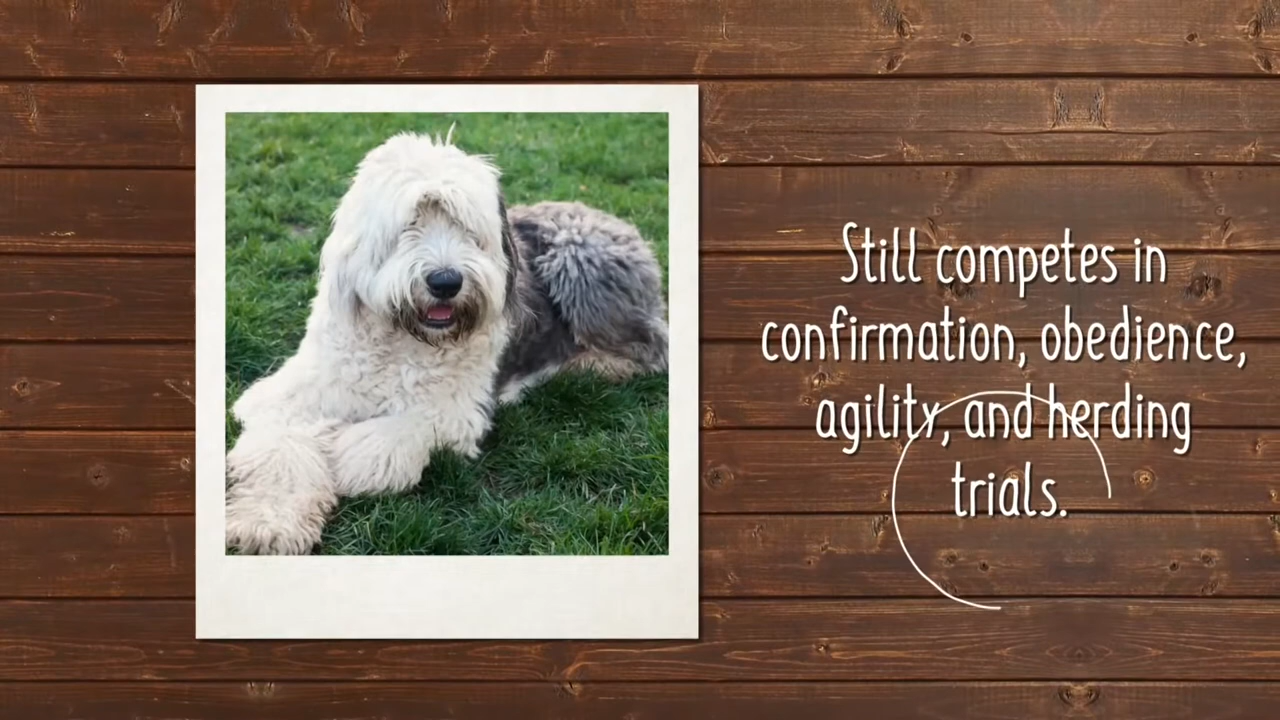 Still competes in
confirmation, obedience,
agility, and herding
trials.